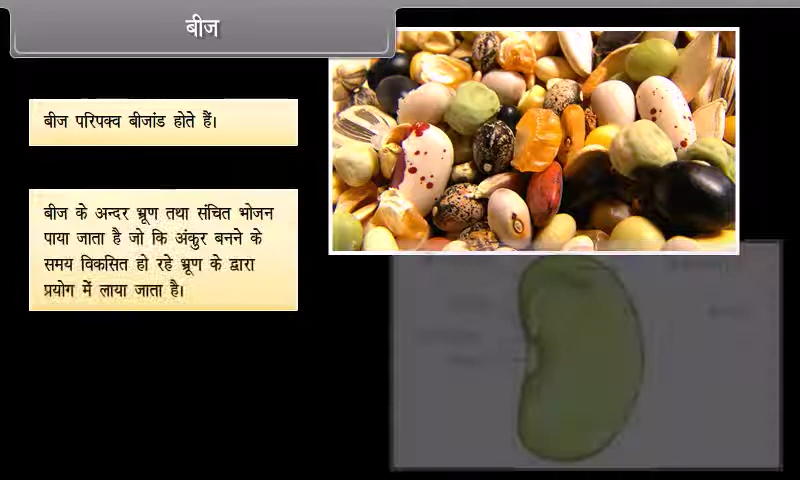 बीज
बीज परिपक्व बीजांड होते हैं।
बीज के अन्दर भ्रूण तथा संचित भोजन
पाया जाता है जो कि अंकुर बनने के
समय विकसित हो रहे भ्रूण के द्वारा
प्रयोग में लाया जाता है।